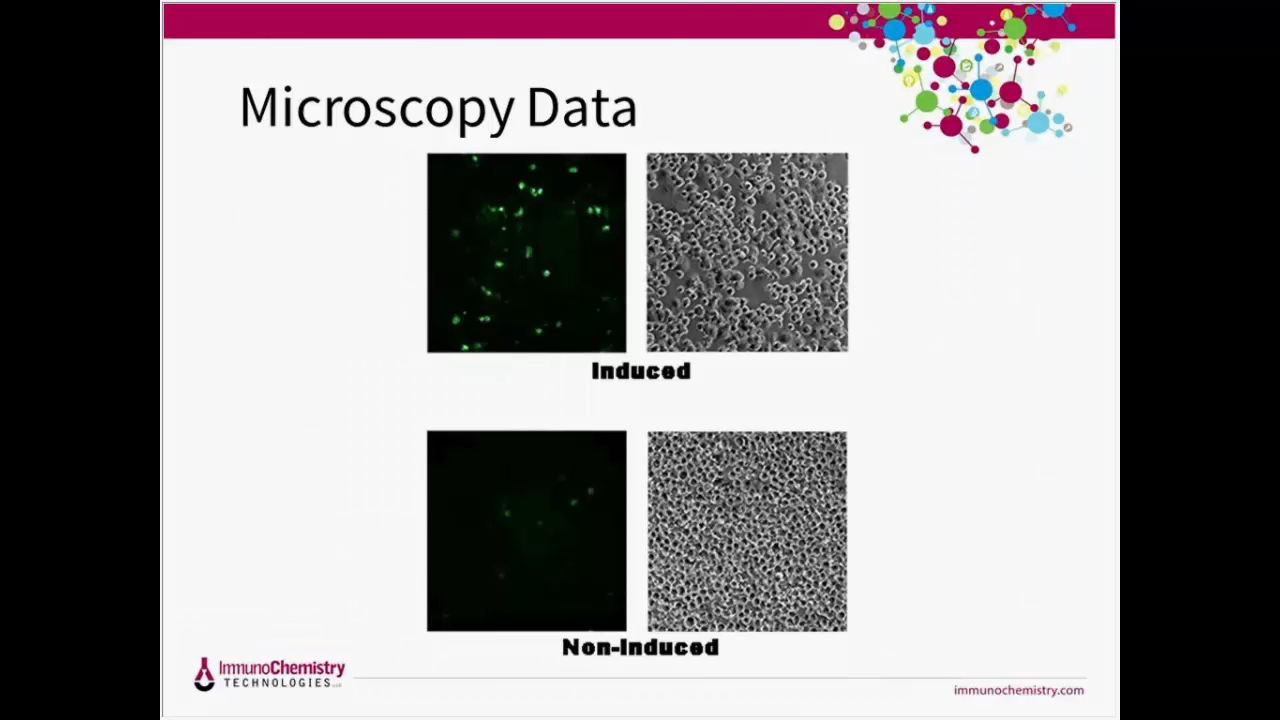 Microscopy Data
Induced
Non-Induced
ImmunoChemistry
TECHNOLOGIES
immunochemistry.com